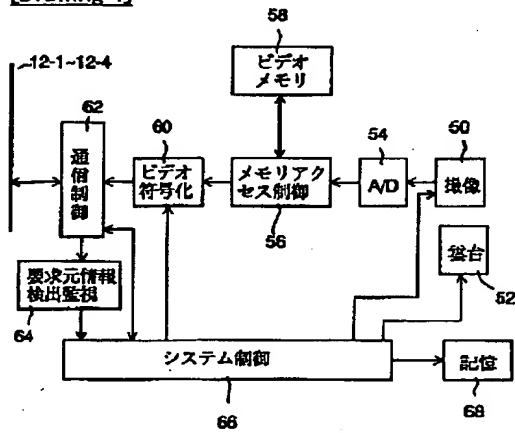 [Drawing 4]
58
ビデオ
メモリ
12-1~12-4
62
通信制御
60
ビデオ
符号化
メモリアク
セス制御
56
54
A/D
50
撮像
雲台
52
要求元情報
検出監視
64
システム制御
66
記憶
68